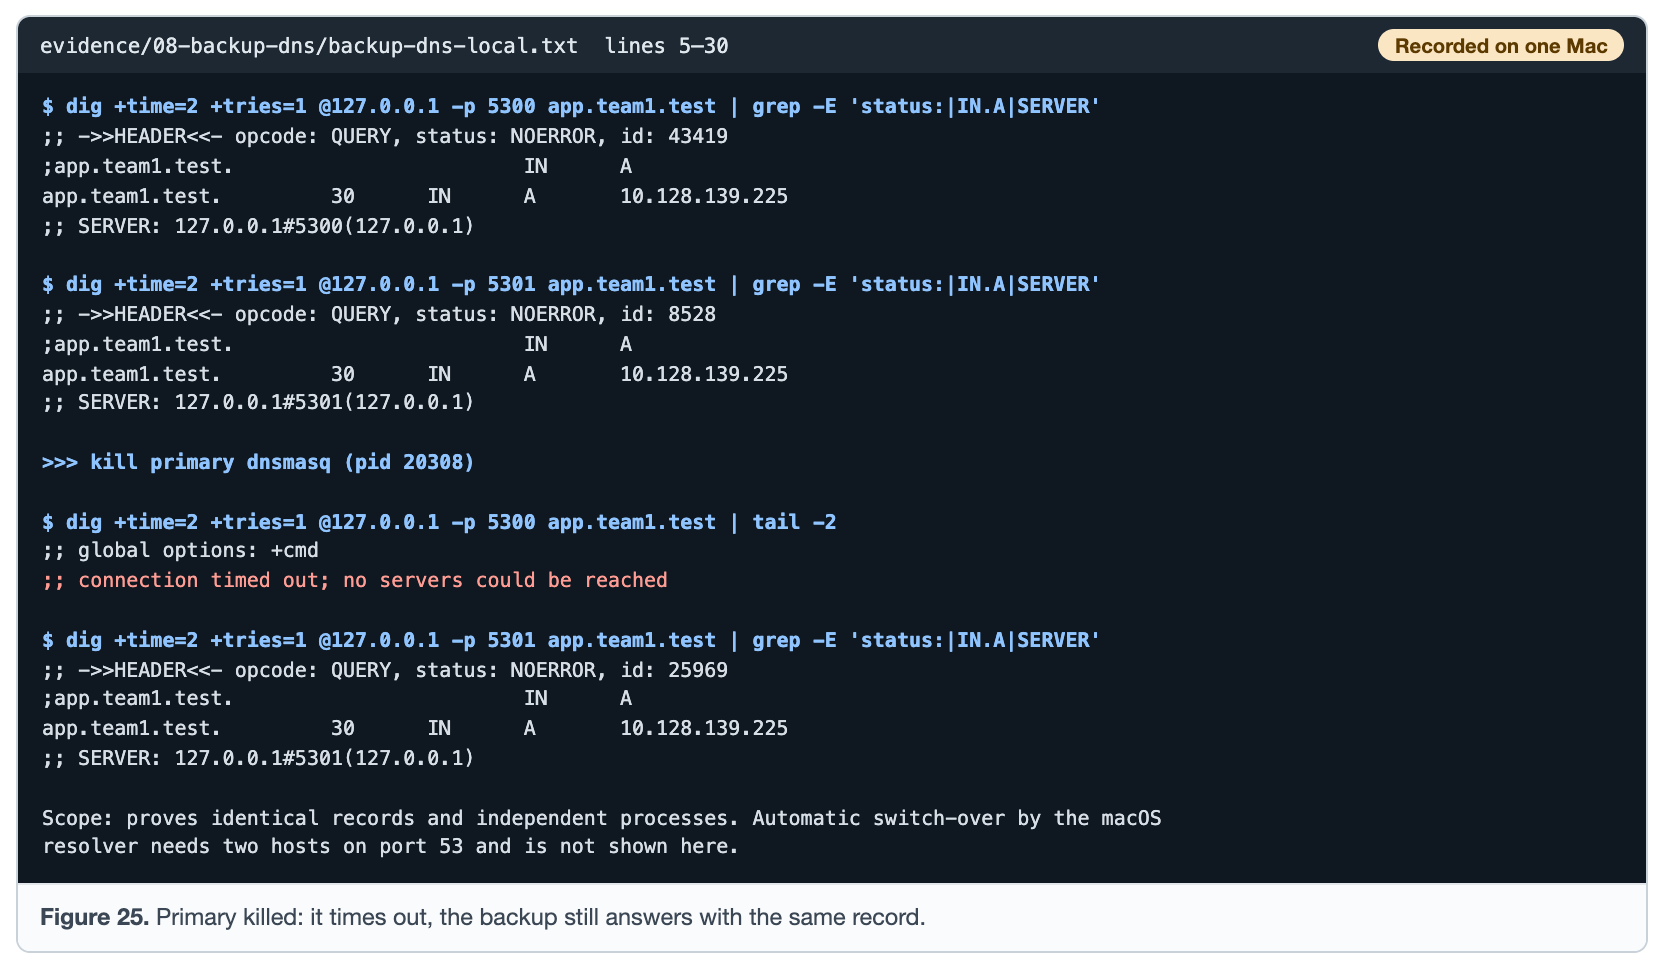 evidence/08-backup-dns/backup-dns-local.txt  lines 5–30
Recorded on one Mac
$ dig +time=2 +tries=1 @127.0.0.1 -p 5300 app.team1.test | grep -E 'status:|IN.A|SERVER'
;; ->>HEADER<<- opcode: QUERY, status: NOERROR, id: 43419
;app.team1.test.                        IN      A
app.team1.test.         30      IN      A       10.128.139.225
;; SERVER: 127.0.0.1#5300(127.0.0.1)
$ dig +time=2 +tries=1 @127.0.0.1 -p 5301 app.team1.test | grep -E 'status:|IN.A|SERVER'
;; ->>HEADER<<- opcode: QUERY, status: NOERROR, id: 8528
;app.team1.test.                        IN      A
app.team1.test.         30      IN      A       10.128.139.225
;; SERVER: 127.0.0.1#5301(127.0.0.1)
>>> kill primary dnsmasq (pid 20308)
$ dig +time=2 +tries=1 @127.0.0.1 -p 5300 app.team1.test | tail -2
;; global options: +cmd
;; connection timed out; no servers could be reached
$ dig +time=2 +tries=1 @127.0.0.1 -p 5301 app.team1.test | grep -E 'status:|IN.A|SERVER'
;; ->>HEADER<<- opcode: QUERY, status: NOERROR, id: 25969
;app.team1.test.                        IN      A
app.team1.test.         30      IN      A       10.128.139.225
;; SERVER: 127.0.0.1#5301(127.0.0.1)
Scope: proves identical records and independent processes. Automatic switch-over by the macOS
resolver needs two hosts on port 53 and is not shown here.
Figure 25. Primary killed: it times out, the backup still answers with the same record.